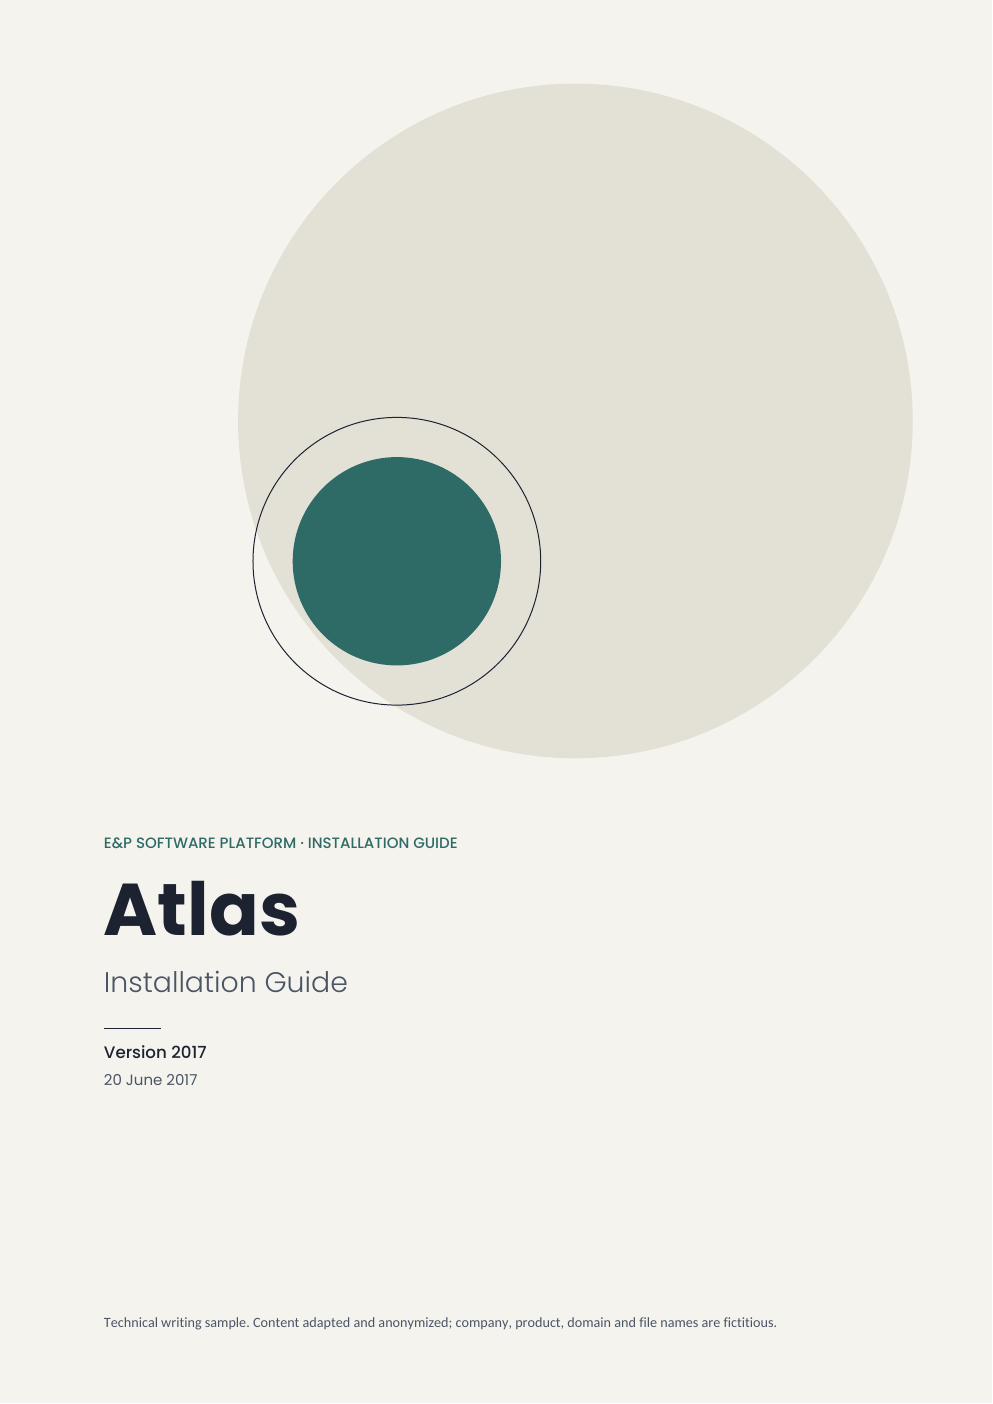 E&P SOFTWARE PLATFORM · INSTALLATION GUIDE
Atlas
Installation Guide
Version 2017
20 June 2017
Technical writing sample. Content adapted and anonymized; company, product, domain and file names are fictitious.